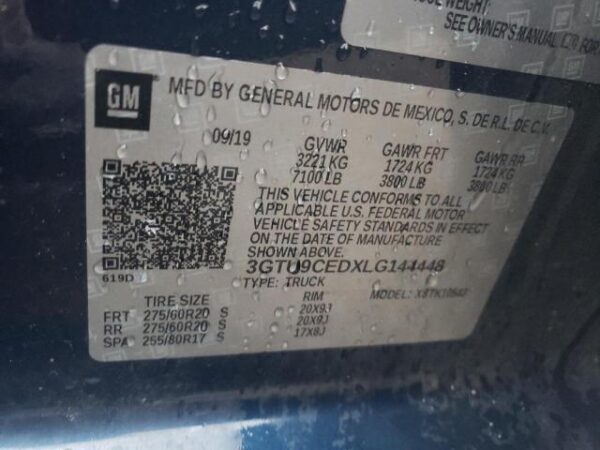 WEIGHT:
SEE OWNER'S MANUAL FOR
GM
MFD BY GENERAL MOTORS DE MEXICO, S. DE R.L. DE C.V.
09/19 GVWR GAWR FRT GAWR RR
3221 KG 1724 KG 1724 KG
7100 LB 3800 LB 3800 LB
THIS VEHICLE CONFORMS TO ALL
APPLICABLE U.S. FEDERAL MOTOR
VEHICLE SAFETY STANDARDS IN EFFECT
ON THE DATE OF MANUFACTURE
SHOWN ABOVE.
3GTU9CEDXLG144448
619D TYPE: TRUCK MODEL:
TIRE SIZE RIM
FRT 275/60R20 S 20X9J
RR 275/60R20 S 20X9J
SPA 255/80R17 S 17X8J